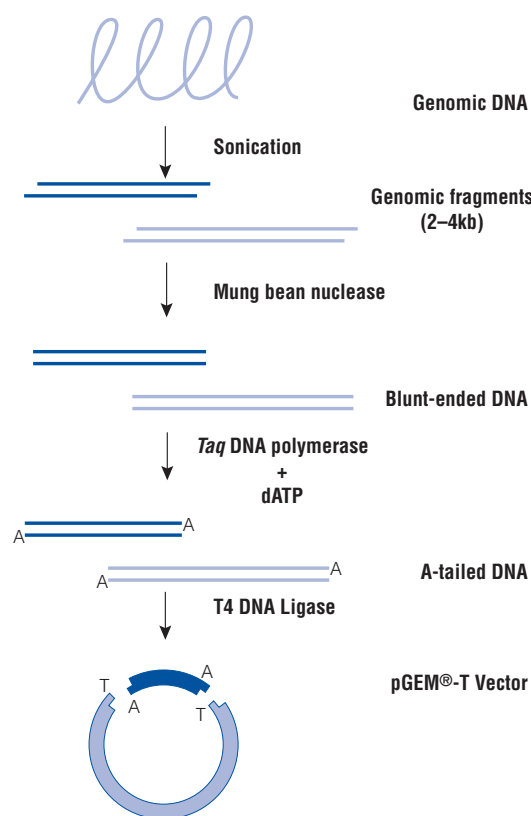 Genomic DNA
Sonication
Genomic fragments
(2–4kb)
Mung bean nuclease
Blunt-ended DNA
Taq DNA polymerase
+
dATP
A
A
A
A
A-tailed DNA
T4 DNA Ligase
pGEM®-T Vector
T
A
A
T